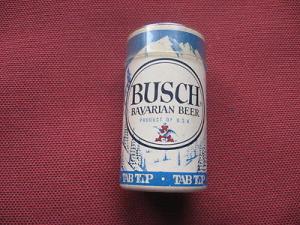 BUSCH
BAVARIAN BEER
PRODUCT OF U.S.A.
TAB TOP • TAB TOP